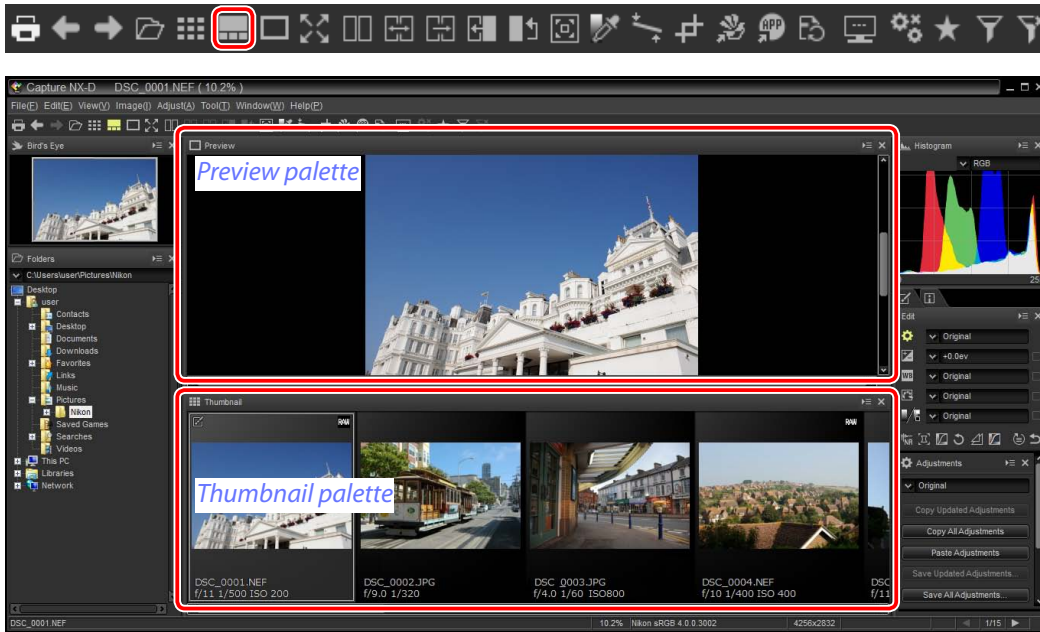 APP
Capture NX-D DSC_0001.NEF ( 10.2% )
File(F) Edit(E) View(V) Image(I) Adjust(A) Tool(T) Window(W) Help(P)
Bird's Eye
Preview
Histogram
Preview palette
RGB
Folders
C:\Users\user\Pictures\Nikon
Desktop
user
Contacts
Desktop
Documents
Downloads
Favorites
Links
Music
Pictures
Nikon
Saved Games
Searches
Videos
This PC
Libraries
Network
25
Edit
Original
+0.0ev
WB
Original
Original
Original
Thumbnail
RAW
RAW
Thumbnail palette
DSC_0001.NEF
f/11 1/500 ISO 200
DSC_0002.JPG
f/9.0 1/320
DSC_0003.JPG
f/4.0 1/60 ISO800
DSC_0004.NEF
f/10 1/400 ISO 400
DSC
f/11
Adjustments
Original
Copy Updated Adjustments
Copy All Adjustments
Paste Adjustments
Save Updated Adjustments...
Save All Adjustments...
DSC_0001.NEF
10.2%
Nikon sRGB 4.0.0.3002
4256x2832
1/15